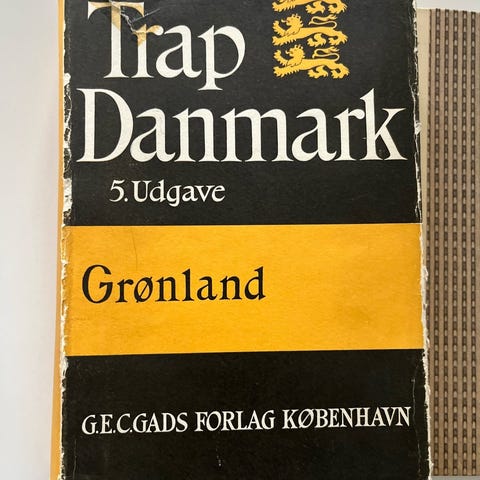 Trap
Danmark
5. Udgave
Grønland
G.E.C.GADS FORLAG KØBENHAVN